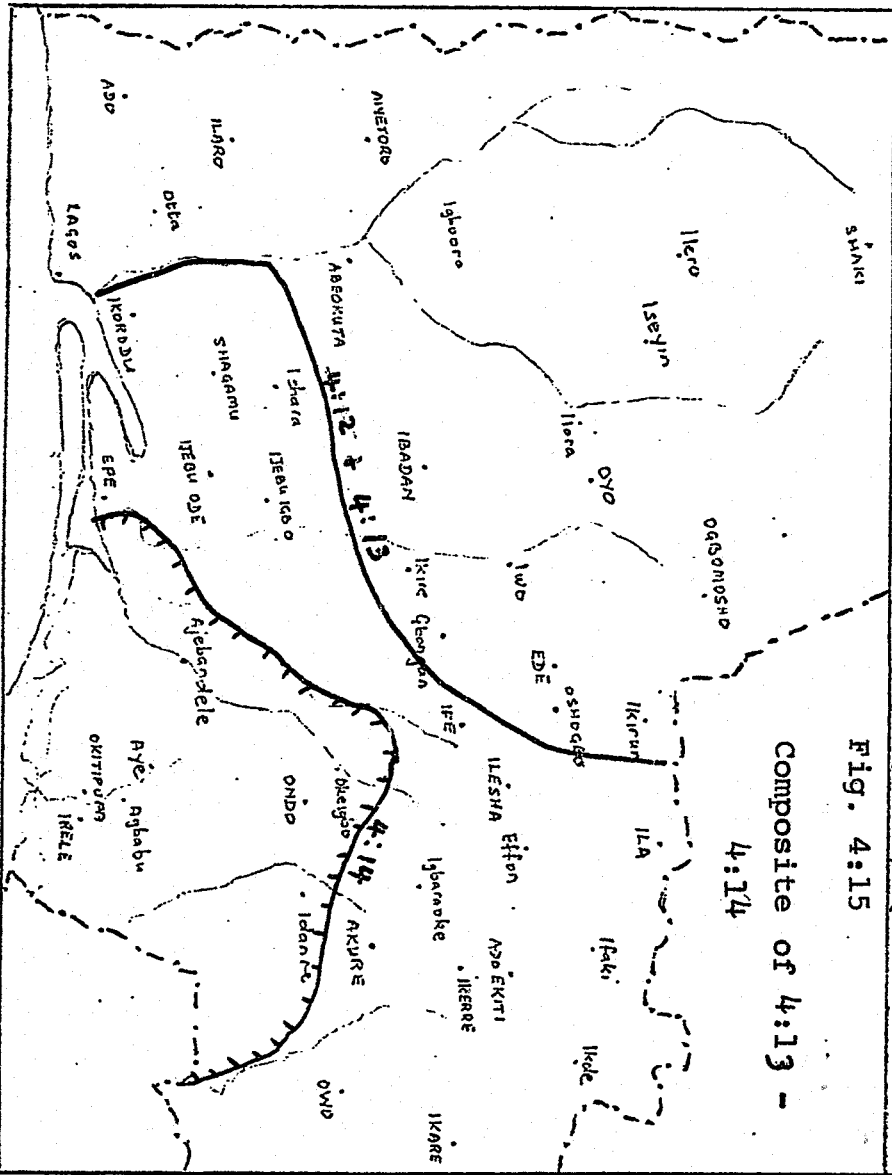 Fig. 4:15
SHAKI
Composite of 4:13 -
4:14
OGBOMOSHO
Ilero
Iseyin
ILA
Ikirun
OYO
Ifaki
Ikole
OSHOGBO
Ilora
EDE
IWO
Effon
ILESHA
ADO EKITI
IKERRE
Igboora
IFE
Igbaraoke
IKARE
Ikire
Gbongan
IBADAN
AIYETORO
4:14
4:12 + 4:13
AKURE
Okeigbo
ABEOKUTA
OWO
Idanre
Ishara
ONDO
IJEBU IGBO
SHAGAMU
ILARO
Ajebandele
IJEBU ODE
Otta
Aye
Agbabu
IKORODU
ADO
EPE
OKITIPUPA
LAGOS
IRELE